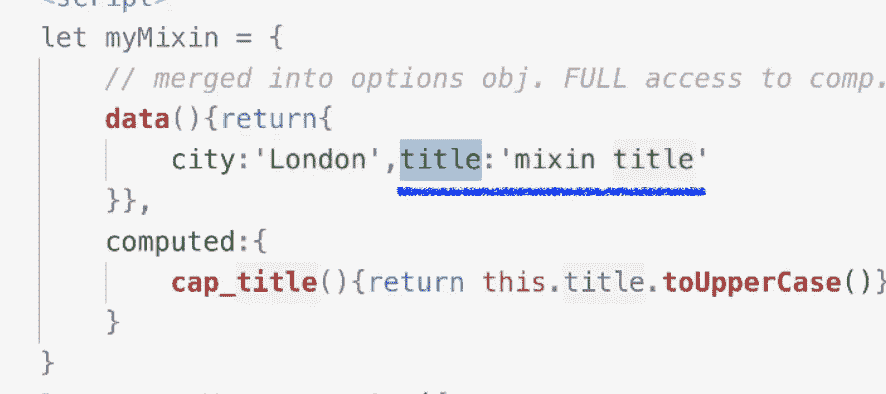 <script>
let myMixin = {
// merged into options obj. FULL access to comp.
data(){return{
city:'London',title:'mixin title'
}},
computed:{
cap_title(){return this.title.toUpperCase()}
}
}